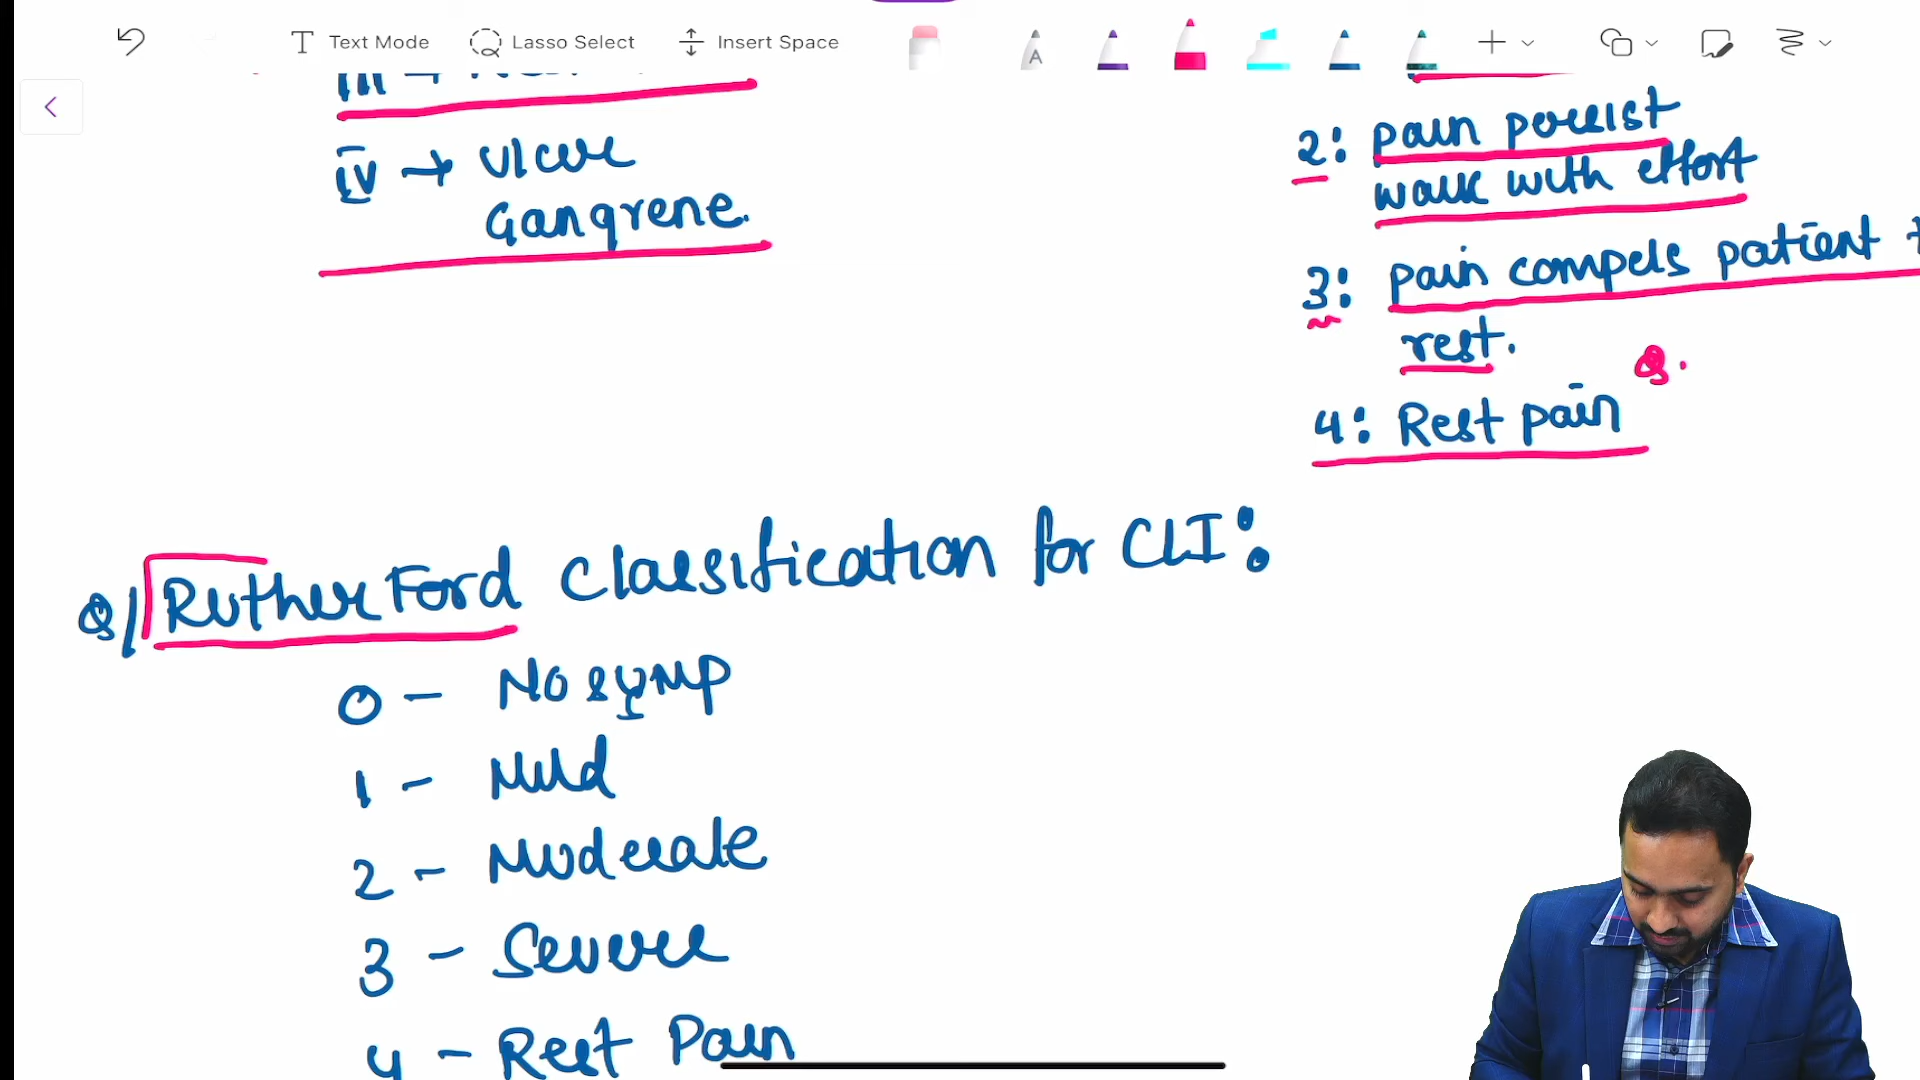 Text Mode Lasso Select Insert Space
A
III →
IV → Ulcer
Gangrene.
2: pain persist
walk with effort
3: pain compels patient
rest.
Q.
4: Rest pain
Q/ RutherFord classification for CLI:
0 - No symp
1 - Mild
2 - Moderate
3 - Severe
4 - Rest Pain